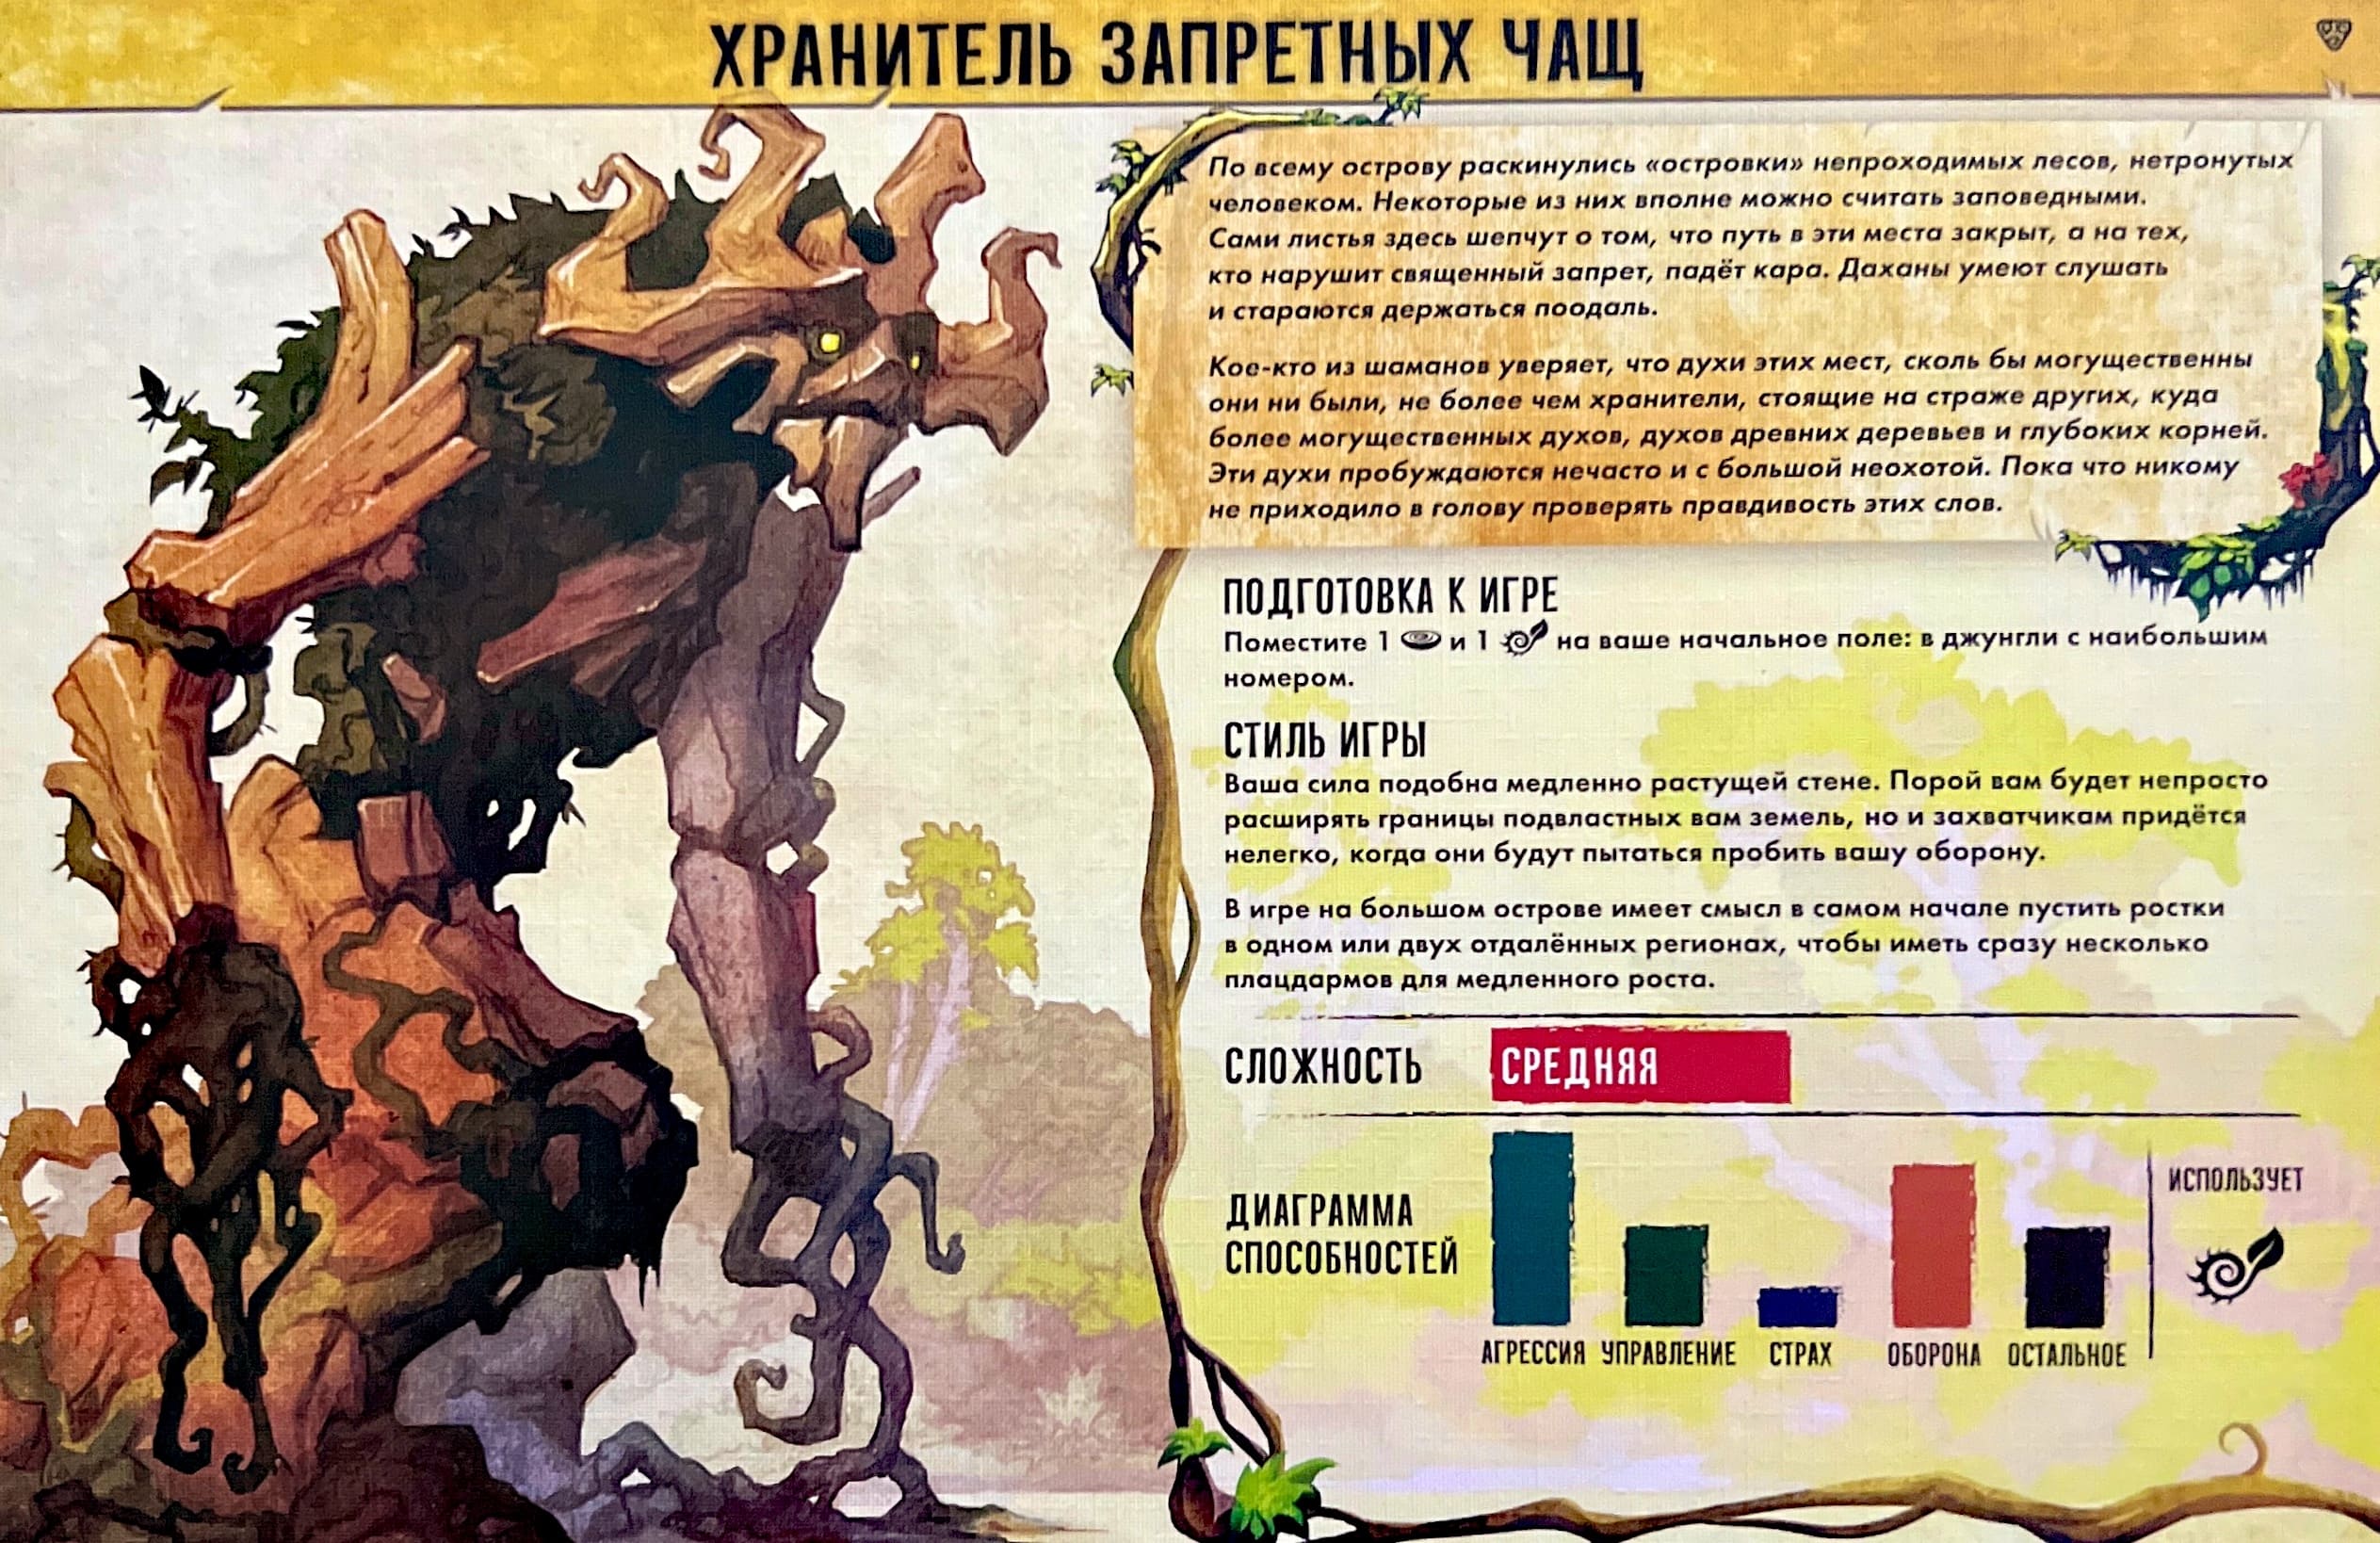 ХРАНИТЕЛЬ ЗАПРЕТНЫХ ЧАЩ
По всему острову раскинулись «островки» непроходимых лесов, нетронутых
человеком. Некоторые из них вполне можно считать заповедными.
Сами листья здесь шепчут о том, что путь в эти места закрыт, а на тех,
кто нарушит священный запрет, падёт кара. Даханы умеют слушать
и стараются держаться поодаль.
Кое-кто из шаманов уверяет, что духи этих мест, сколь бы могущественны
они ни были, не более чем хранители, стоящие на страже других, куда
более могущественных духов, духов древних деревьев и глубоких корней.
Эти духи пробуждаются нечасто и с большой неохотой. Пока что никому
не приходило в голову проверять правдивость этих слов.
ПОДГОТОВКА К ИГРЕ
Поместите 1 и 1 на ваше начальное поле: в джунгли с наибольшим
номером.
СТИЛЬ ИГРЫ
Ваша сила подобна медленно растущей стене. Порой вам будет непросто
расширять границы подвластных вам земель, но и захватчикам придётся
нелегко, когда они будут пытаться пробить вашу оборону.
В игре на большом острове имеет смысл в самом начале пустить ростки
в одном или двух отдалённых регионах, чтобы иметь сразу несколько
плацдармов для медленного роста.
СЛОЖНОСТЬ СРЕДНЯЯ
ДИАГРАММА
СПОСОБНОСТЕЙ
АГРЕССИЯ УПРАВЛЕНИЕ СТРАХ ОБОРОНА ОСТАЛЬНОЕ
ИСПОЛЬЗУЕТ